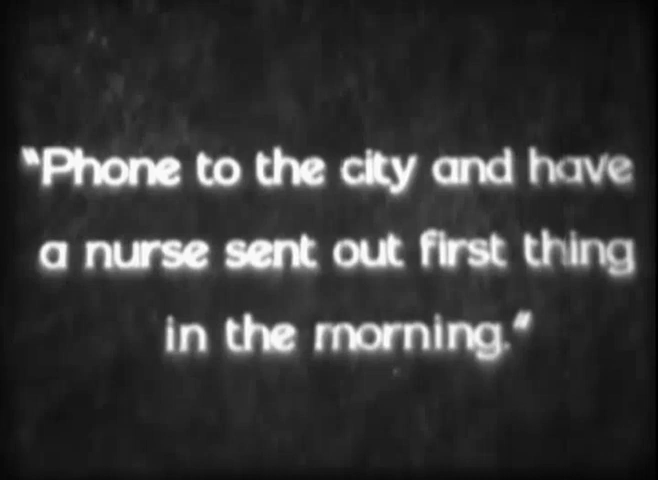 "Phone to the city and have
a nurse sent out first thing
in the morning."